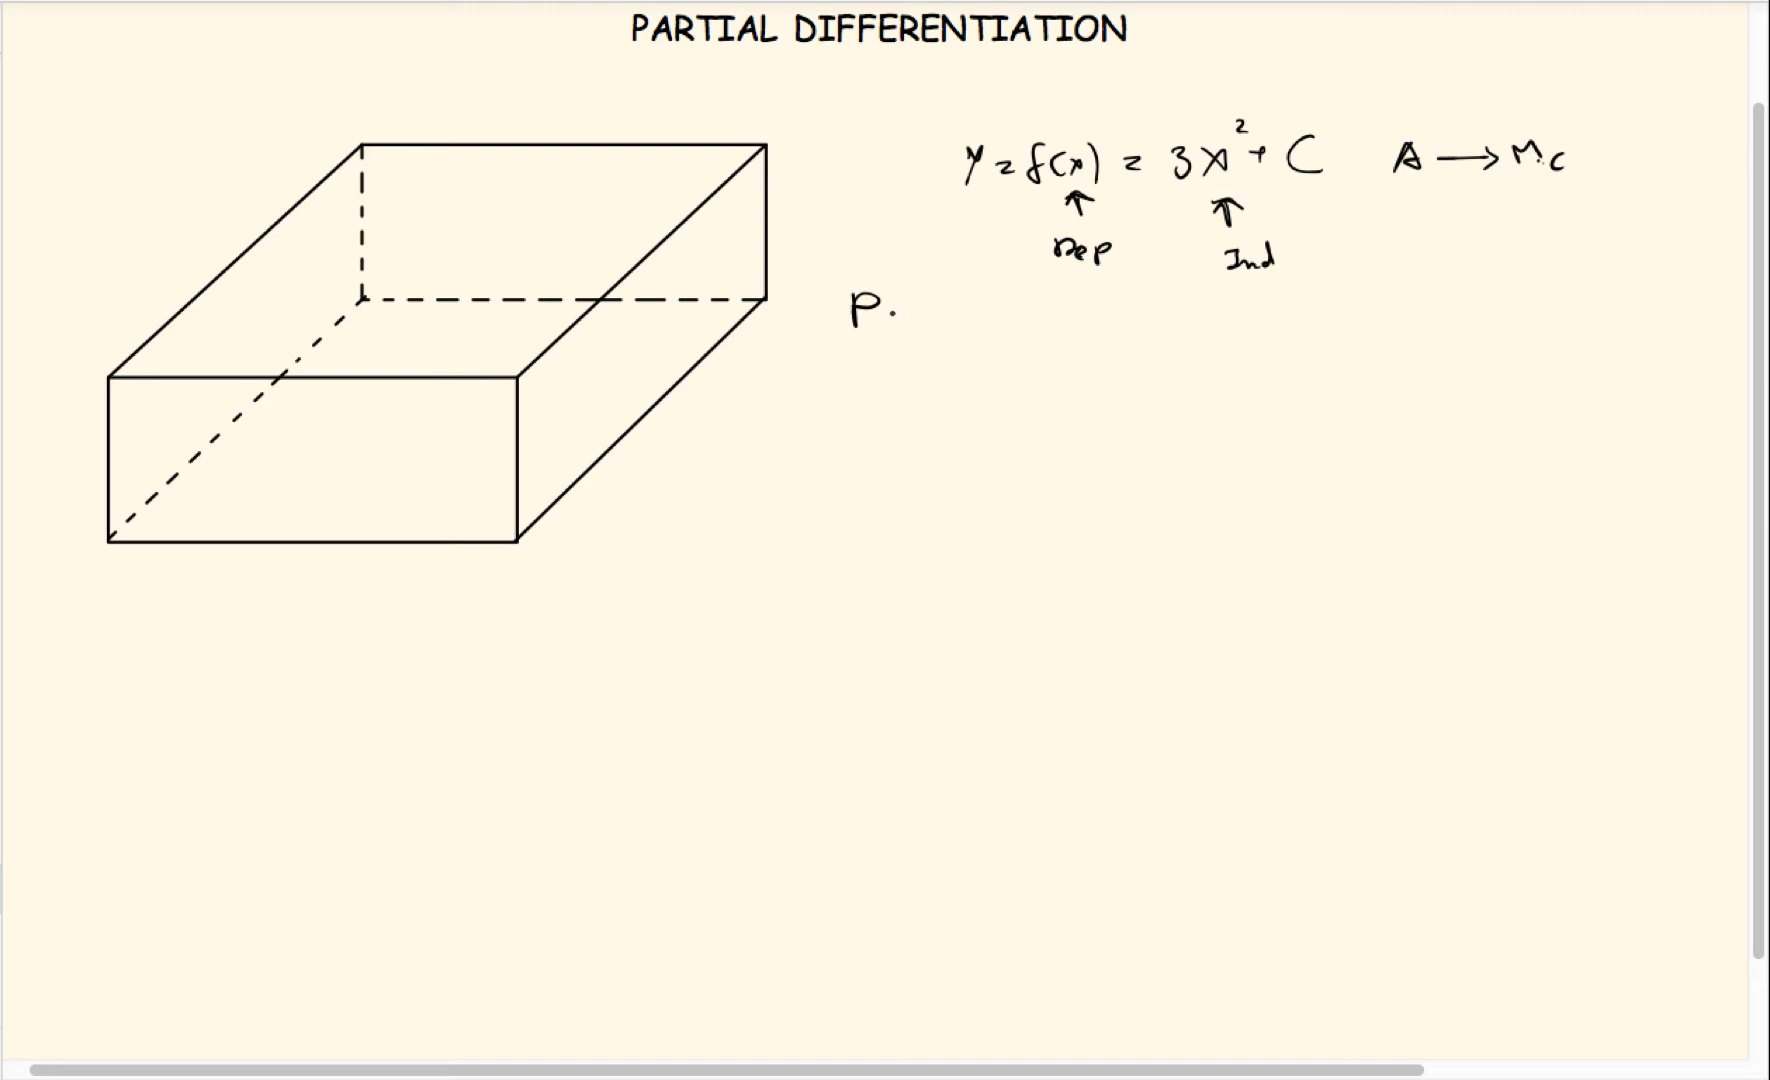 PARTIAL DIFFERENTIATION
y = f(x) = 3x² + C A → M.C
↑ ↑
Dep Ind
P.